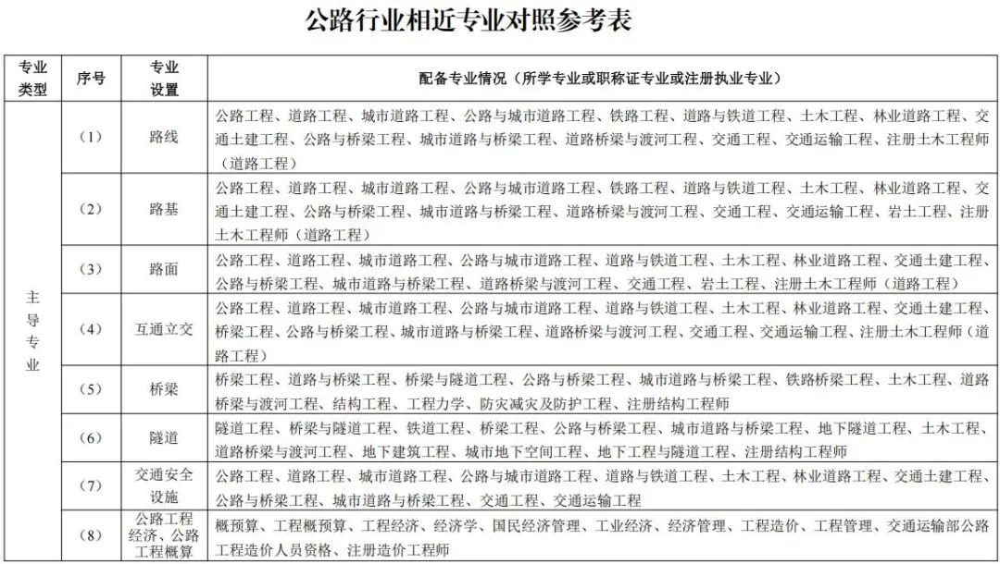 公路行业相近专业对照参考表
专业
类型
序号
专业
设置
配备专业情况（所学专业或职称证专业或注册执业专业）
主
导
专
业
（1）
路线
公路工程、道路工程、城市道路工程、公路与城市道路工程、铁路工程、道路与铁道工程、土木工程、林业道路工程、交
通土建工程、公路与桥梁工程、城市道路与桥梁工程、道路桥梁与渡河工程、交通工程、交通运输工程、注册土木工程师
（道路工程）
（2）
路基
公路工程、道路工程、城市道路工程、公路与城市道路工程、铁路工程、道路与铁道工程、土木工程、林业道路工程、交
通土建工程、公路与桥梁工程、城市道路与桥梁工程、道路桥梁与渡河工程、交通工程、交通运输工程、岩土工程、注册
土木工程师（道路工程）
（3）
路面
公路工程、道路工程、城市道路工程、公路与城市道路工程、道路与铁道工程、土木工程、林业道路工程、交通土建工程、
公路与桥梁工程、城市道路与桥梁工程、道路桥梁与渡河工程、交通工程、岩土工程、注册土木工程师（道路工程）
（4）
互通立交
公路工程、道路工程、城市道路工程、公路与城市道路工程、道路与铁道工程、土木工程、林业道路工程、交通土建工程、
桥梁工程、公路与桥梁工程、城市道路与桥梁工程、道路桥梁与渡河工程、交通工程、交通运输工程、注册土木工程师（道
路工程）
（5）
桥梁
桥梁工程、道路与桥梁工程、桥梁与隧道工程、公路与桥梁工程、城市道路与桥梁工程、铁路桥梁工程、土木工程、道路
桥梁与渡河工程、结构工程、工程力学、防灾减灾及防护工程、注册结构工程师
（6）
隧道
隧道工程、桥梁与隧道工程、铁道工程、桥梁工程、公路与桥梁工程、城市道路与桥梁工程、地下隧道工程、土木工程、
道路桥梁与渡河工程、地下建筑工程、城市地下空间工程、地下工程与隧道工程、注册结构工程师
（7）
交通安全
设施
公路工程、道路工程、城市道路工程、公路与城市道路工程、道路与铁道工程、土木工程、林业道路工程、交通土建工程、
公路与桥梁工程、城市道路与桥梁工程、交通工程、交通运输工程
（8）
公路工程
经济、公路
工程概算
概预算、工程概预算、工程经济、经济学、国民经济管理、工业经济、经济管理、工程造价、工程管理、交通运输部公路
工程造价人员资格、注册造价工程师